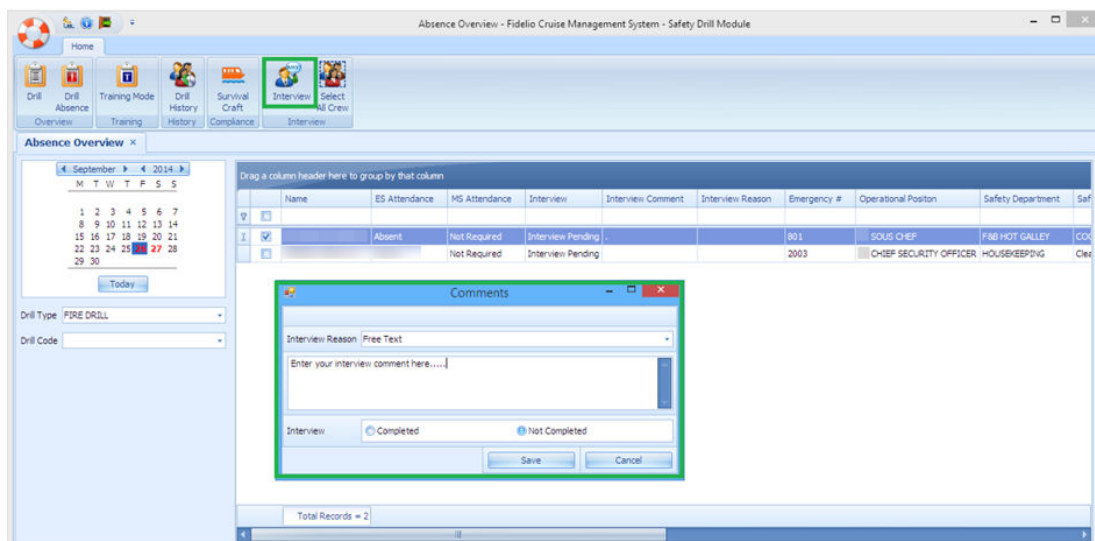 Absence Overview - Fidelio Cruise Management System - Safety Drill Module
Home
Drill
Drill Absence
Training Mode
Drill History
Survival Craft
Interview
Select All Crew
Overview Training History Compliance Interview
Absence Overview ×
September 2014
M T W T F S S
1 2 3 4 5 6 7
8 9 10 11 12 13 14
15 16 17 18 19 20 21
22 23 24 25 26 27 28
29 30
Today
Drill Type FIRE DRILL
Drill Code
Drag a column header here to group by that column
Name ES Attendance MS Attendance Interview Interview Comment Interview Reason Emergency # Operational Positon Safety Department Saf
Absent Not Required Interview Pending . 801 SOUS CHEF F&B HOT GALLEY COO
Not Required Interview Pending 2003 CHIEF SECURITY OFFICER HOUSEKEEPING Clea
Comments
Interview Reason Free Text
Enter your interview comment here.....
Interview Completed Not Completed
Save Cancel
Total Records = 2